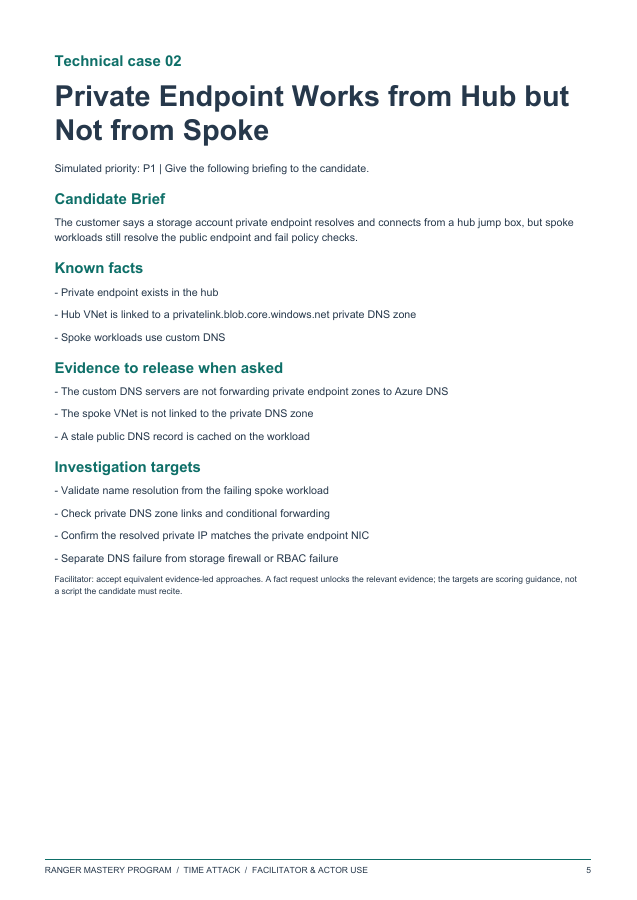 Technical case 02
Private Endpoint Works from Hub but
Not from Spoke
Simulated priority: P1 | Give the following briefing to the candidate.
Candidate Brief
The customer says a storage account private endpoint resolves and connects from a hub jump box, but spoke
workloads still resolve the public endpoint and fail policy checks.
Known facts
- Private endpoint exists in the hub
- Hub VNet is linked to a privatelink.blob.core.windows.net private DNS zone
- Spoke workloads use custom DNS
Evidence to release when asked
- The custom DNS servers are not forwarding private endpoint zones to Azure DNS
- The spoke VNet is not linked to the private DNS zone
- A stale public DNS record is cached on the workload
Investigation targets
- Validate name resolution from the failing spoke workload
- Check private DNS zone links and conditional forwarding
- Confirm the resolved private IP matches the private endpoint NIC
- Separate DNS failure from storage firewall or RBAC failure
Facilitator: accept equivalent evidence-led approaches. A fact request unlocks the relevant evidence; the targets are scoring guidance, not
a script the candidate must recite.
RANGER MASTERY PROGRAM / TIME ATTACK / FACILITATOR & ACTOR USE 5